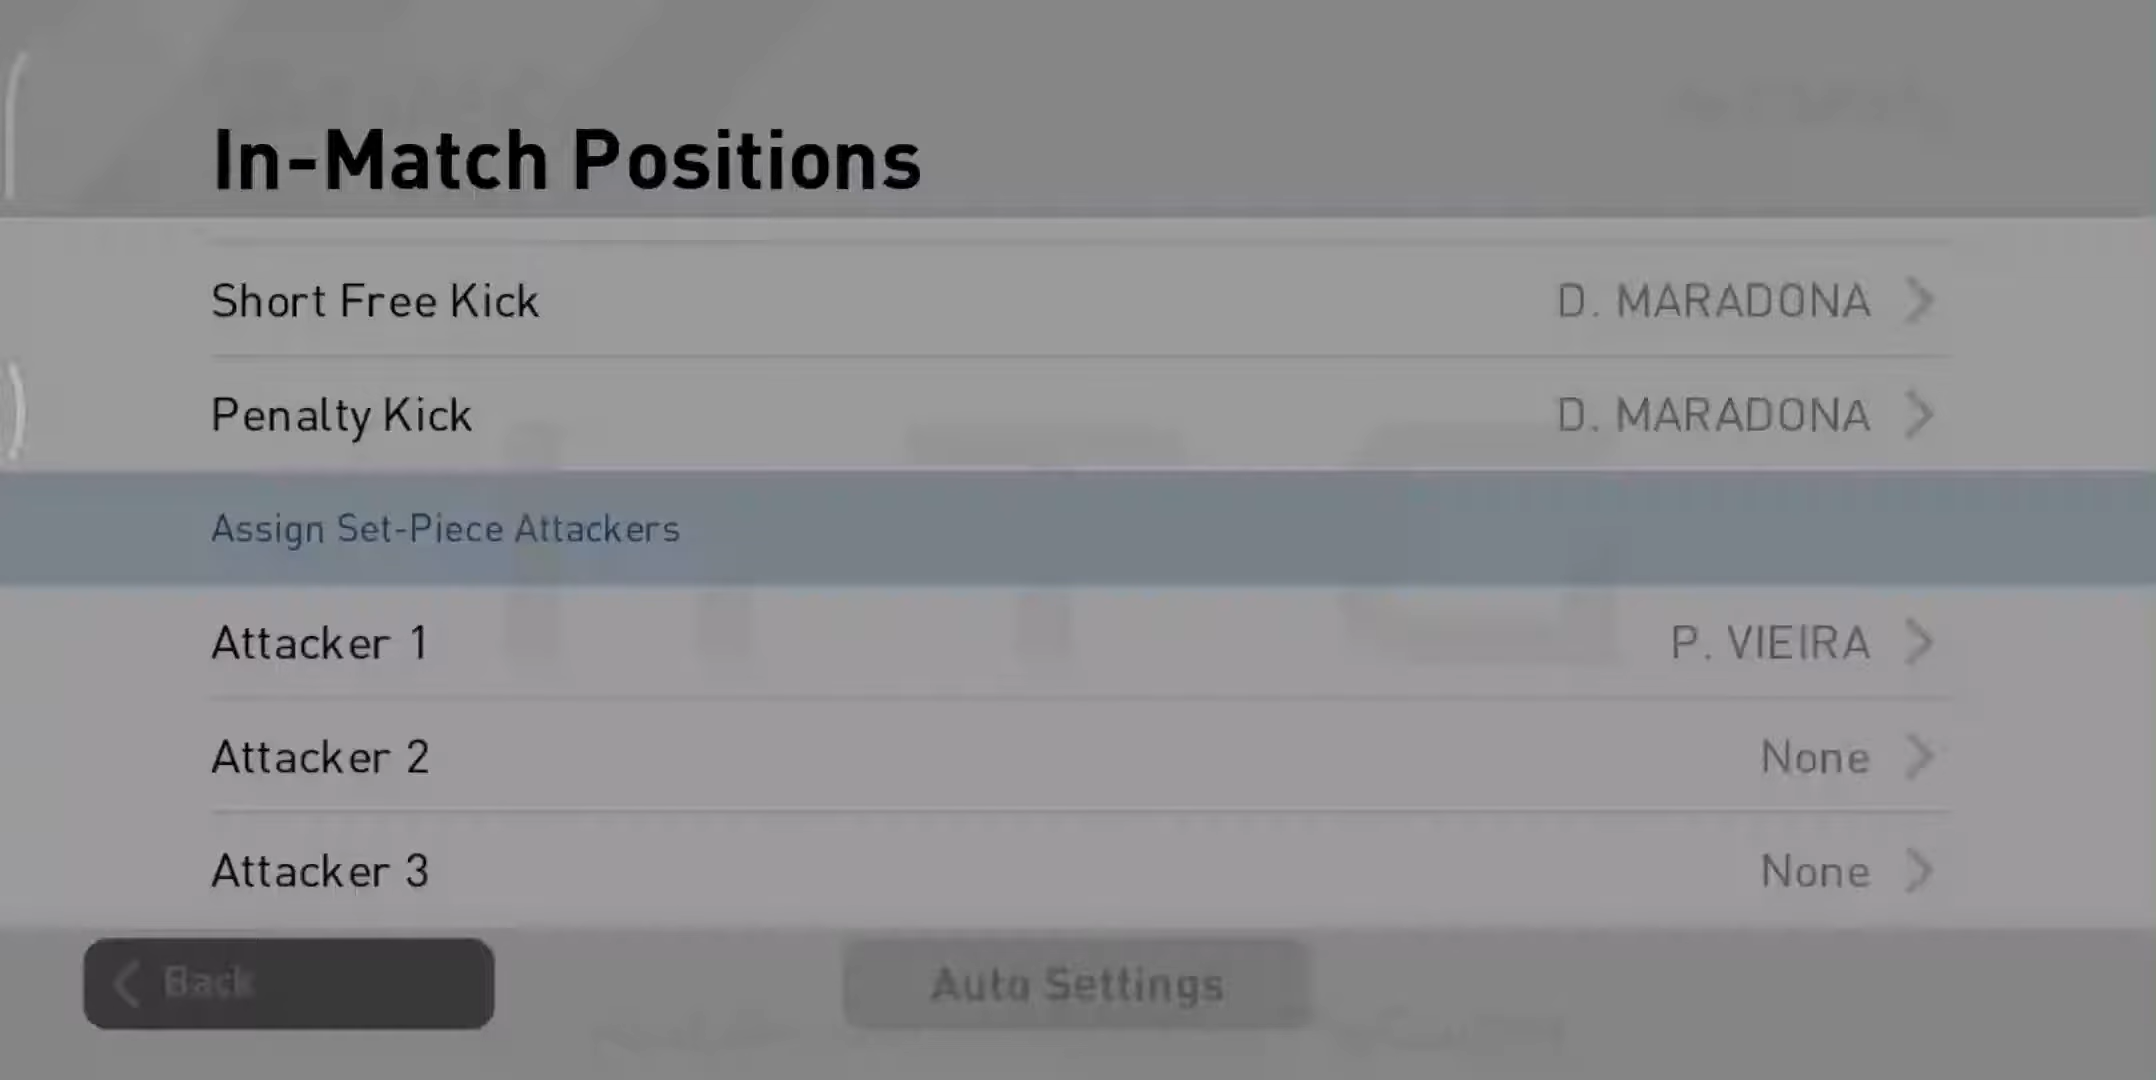 In-Match Positions
Short Free Kick D. MARADONA
Penalty Kick D. MARADONA
Assign Set-Piece Attackers
Attacker 1 P. VIEIRA
Attacker 2 None
Attacker 3 None
Back Auto Settings